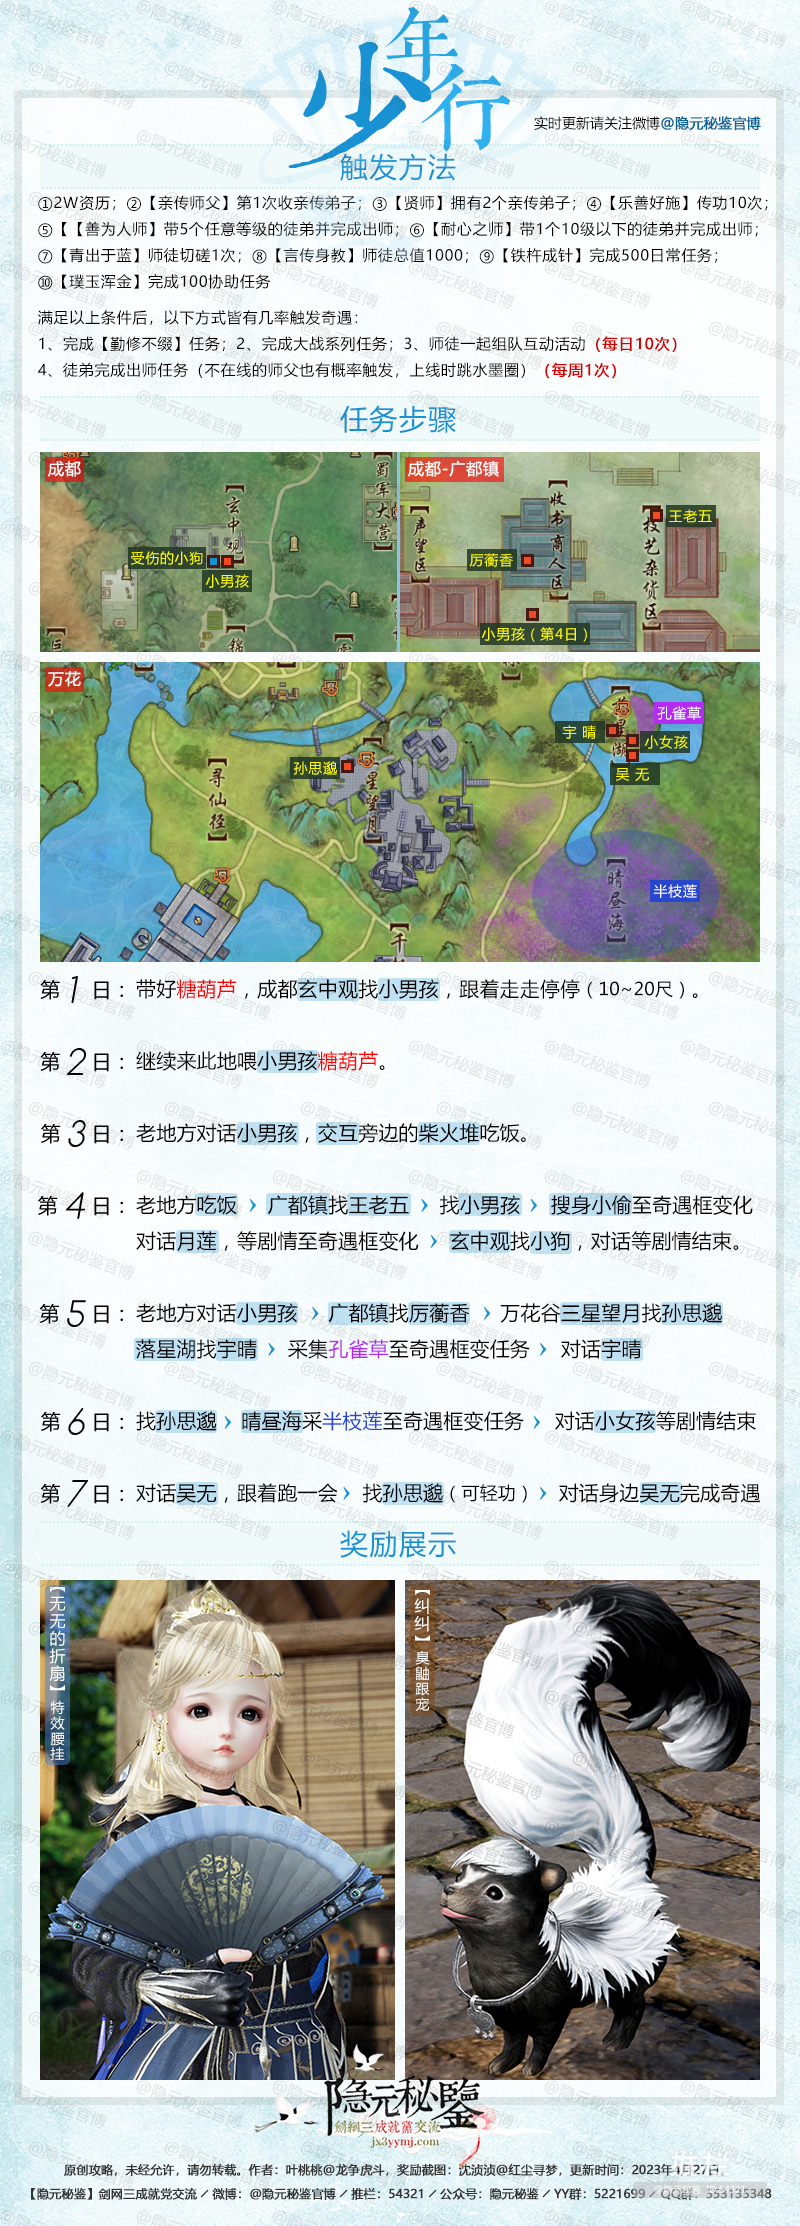 少年行
实时更新请关注微博@隐元秘鉴官博
触发方法
①2W资历；②【亲传师父】第1次收亲传弟子；③【贤师】拥有2个亲传弟子；④【乐善好施】传功10次；
⑤【【善为人师】带5个任意等级的徒弟并完成出师；⑥【耐心之师】带1个10级以下的徒弟并完成出师；
⑦【青出于蓝】师徒切磋1次；⑧【言传身教】师徒总值1000；⑨【铁杵成针】完成500日常任务；
⑩【璞玉浑金】完成100协助任务
满足以上条件后，以下方式皆有几率触发奇遇：
1、完成【勤修不缀】任务；2、完成大战系列任务；3、师徒一起组队互动活动（每日10次）
4、徒弟完成出师任务（不在线的师父也有概率触发，上线时跳水墨圈）（每周1次）
任务步骤
成都
【玄中观】
蜀军大营】
受伤的小狗
小男孩
成都-广都镇
【声望区】
【收书商人区】
【技艺杂货区】
王老五
厉蘅香
小男孩（第4日）
万花
【寻仙径】
孙思邈
星望月】
孔雀草
宇晴
小女孩
吴无
【晴昼海】
半枝莲
【千
第1日：带好糖葫芦，成都玄中观找小男孩，跟着走走停停（10~20尺）。
第2日：继续来此地喂小男孩糖葫芦。
第3日：老地方对话小男孩，交互旁边的柴火堆吃饭。
第4日：老地方吃饭 › 广都镇找王老五 › 找小男孩 › 搜身小偷至奇遇框变化
对话月莲，等剧情至奇遇框变化 › 玄中观找小狗，对话等剧情结束。
第5日：老地方对话小男孩 › 广都镇找厉蘅香 › 万花谷三星望月找孙思邈
落星湖找宇晴 › 采集孔雀草至奇遇框变任务 › 对话宇晴
第6日：找孙思邈 › 晴昼海采半枝莲至奇遇框变任务 › 对话小女孩等剧情结束
第7日：对话吴无，跟着跑一会 › 找孙思邈（可轻功） › 对话身边吴无完成奇遇
奖励展示
【无无的折扇】特效腰挂
【纠纠】臭鼬跟宠
隐元秘鑒
劍網三成就黨交流
jx3yymj.com
原创攻略，未经允许，请勿转载。作者：叶桃桃@龙争虎斗，奖励截图：沈浈浈@红尘寻梦，更新时间：2023年4月27日
【隐元秘鉴】剑网三成就党交流 / 微博：@隐元秘鉴官博 / 推栏：54321 / 公众号：隐元秘鉴 / YY群：5221699 / QQ群：553135348